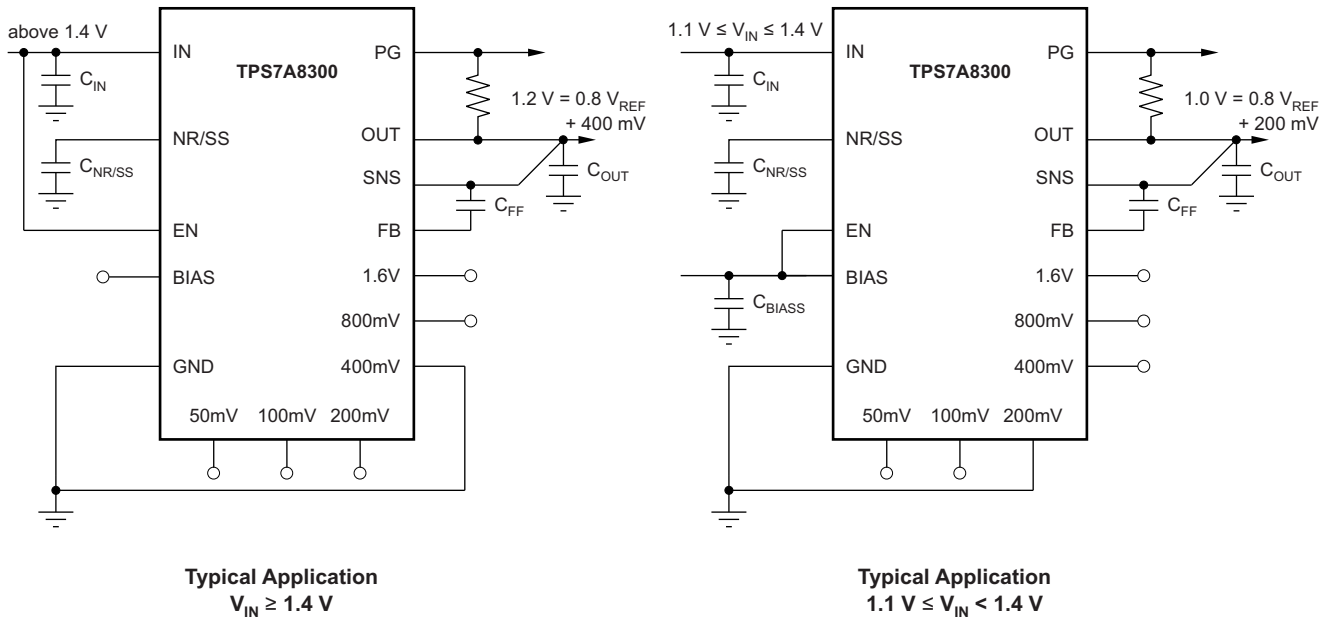 above 1.4 V
IN
PG
TPS7A8300
C_IN
1.2 V = 0.8 V_REF
+ 400 mV
NR/SS
OUT
C_NR/SS
SNS
C_OUT
C_FF
EN
FB
BIAS
1.6V
800mV
GND
400mV
50mV 100mV 200mV
Typical Application
V_IN ≥ 1.4 V
1.1 V ≤ V_IN ≤ 1.4 V
IN
PG
TPS7A8300
C_IN
1.0 V = 0.8 V_REF
+ 200 mV
NR/SS
OUT
C_NR/SS
SNS
C_OUT
C_FF
EN
FB
BIAS
1.6V
C_BIASS
800mV
GND
400mV
50mV 100mV 200mV
Typical Application
1.1 V ≤ V_IN < 1.4 V